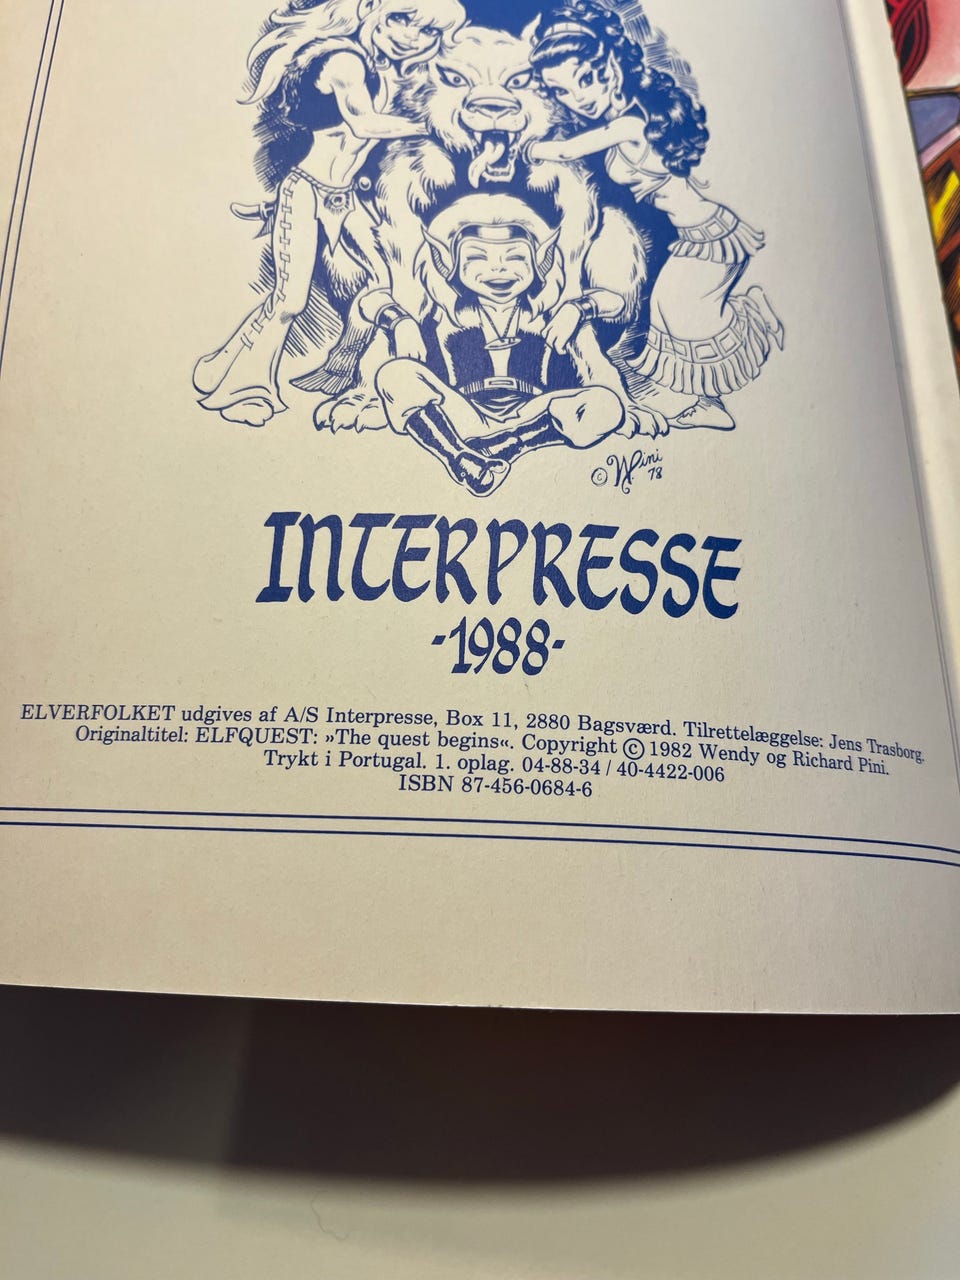 © WPini
78
INTERPRESSE
-1988-
ELVERFOLKET udgives af A/S Interpresse, Box 11, 2880 Bagsværd. Tilrettelæggelse: Jens Trasborg.
Originaltitel: ELFQUEST: »The quest begins«. Copyright © 1982 Wendy og Richard Pini.
Trykt i Portugal. 1. oplag. 04-88-34 / 40-4422-006
ISBN 87-456-0684-6